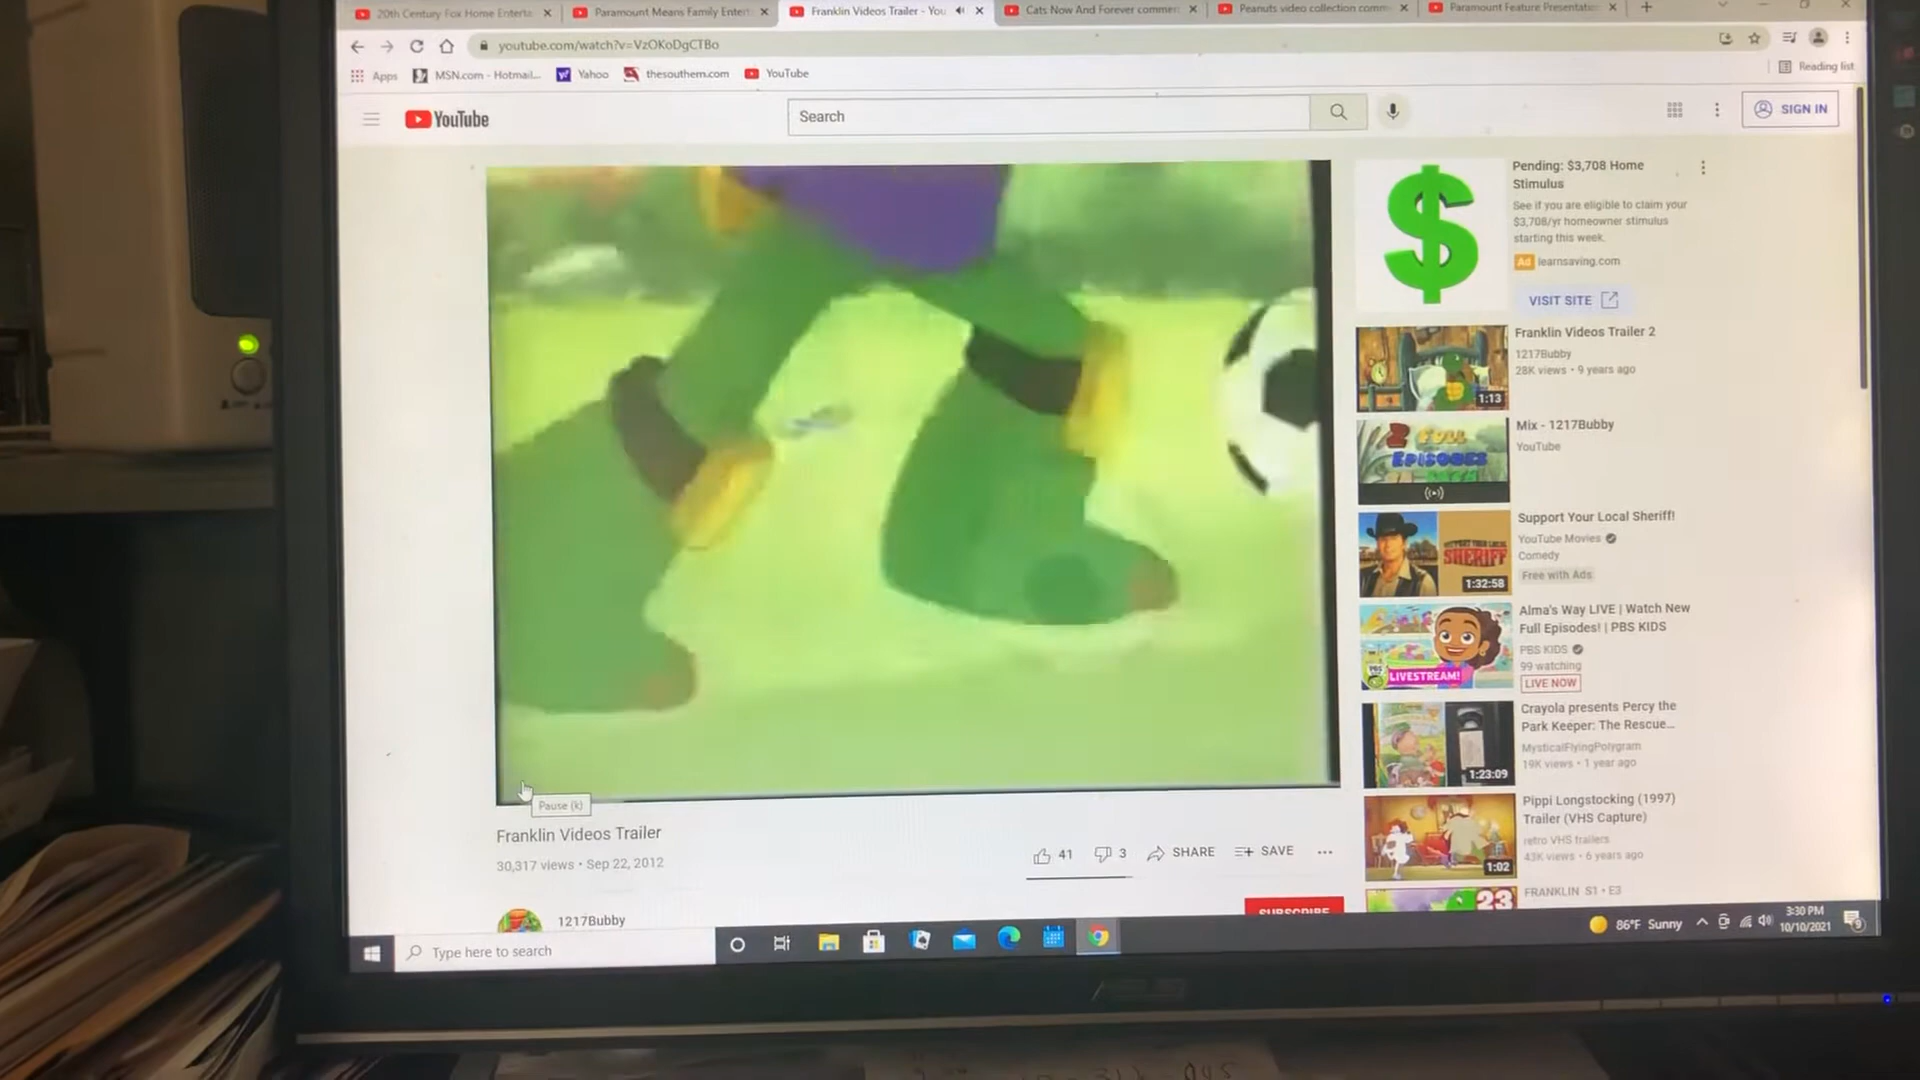 20th Century Fox Home Enterta
Paramount Means Family Entert
Franklin Videos Trailer - You
Cats Now And Forever commer
Peanuts video collection comm
Paramount Feature Presentatio
youtube.com/watch?v=VzOKoDgCTBo
Apps
MSN.com - Hotmail...
Yahoo
thesouthern.com
YouTube
Reading list
YouTube
Search
SIGN IN
Pending: $3,708 Home
Stimulus
See if you are eligible to claim your
$3,708/yr homeowner stimulus
starting this week.
Ad learnsaving.com
VISIT SITE
$
Franklin Videos Trailer 2
1217Bubby
28K views • 9 years ago
1:13
Mix - 1217Bubby
YouTube
2 FULL
EPISODES
Support Your Local Sheriff!
YouTube Movies
Comedy
Free with Ads
SHERIFF
1:32:58
Alma's Way LIVE | Watch New
Full Episodes! | PBS KIDS
PBS KIDS
99 watching
LIVE NOW
LIVESTREAM!
Crayola presents Percy the
Park Keeper: The Rescue...
MysticalFlyingPolygram
19K views • 1 year ago
1:23:09
Pippi Longstocking (1997)
Trailer (VHS Capture)
retro VHS trailers
43K views • 6 years ago
1:02
FRANKLIN S1 • E3
23
Pause (k)
Franklin Videos Trailer
30,317 views • Sep 22, 2012
41
3
SHARE
SAVE
...
1217Bubby
SUBSCRIBE
Type here to search
86°F Sunny
3:30 PM
10/10/2021
9
ASUS